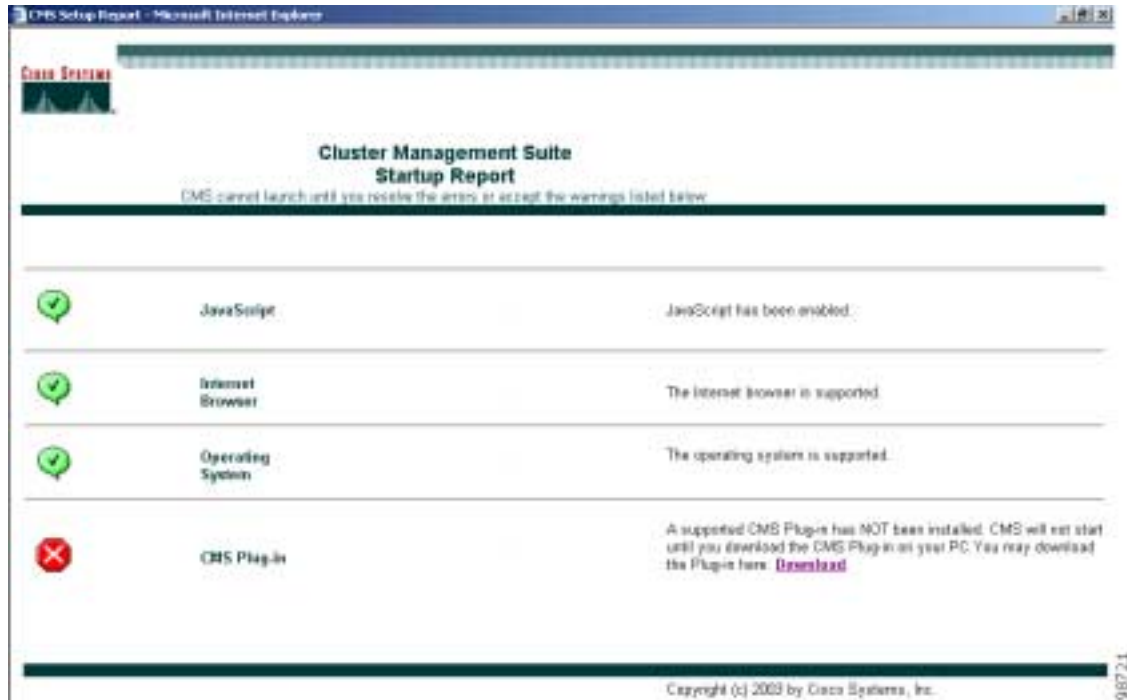 CMS Setup Report - Microsoft Internet Explorer
CISCO SYSTEMS
Cluster Management Suite
Startup Report
CMS cannot launch until you resolve the errors or accept the warnings listed below
JavaScript
JavaScript has been enabled.
Internet
Browser
The Internet browser is supported.
Operating
System
The operating system is supported.
CMS Plug-in
A supported CMS Plug-in has NOT been installed. CMS will not start
until you download the CMS Plug-in on your PC. You may download
the Plug-in here. Download
Copyright (c) 2003 by Cisco Systems, Inc.
98721